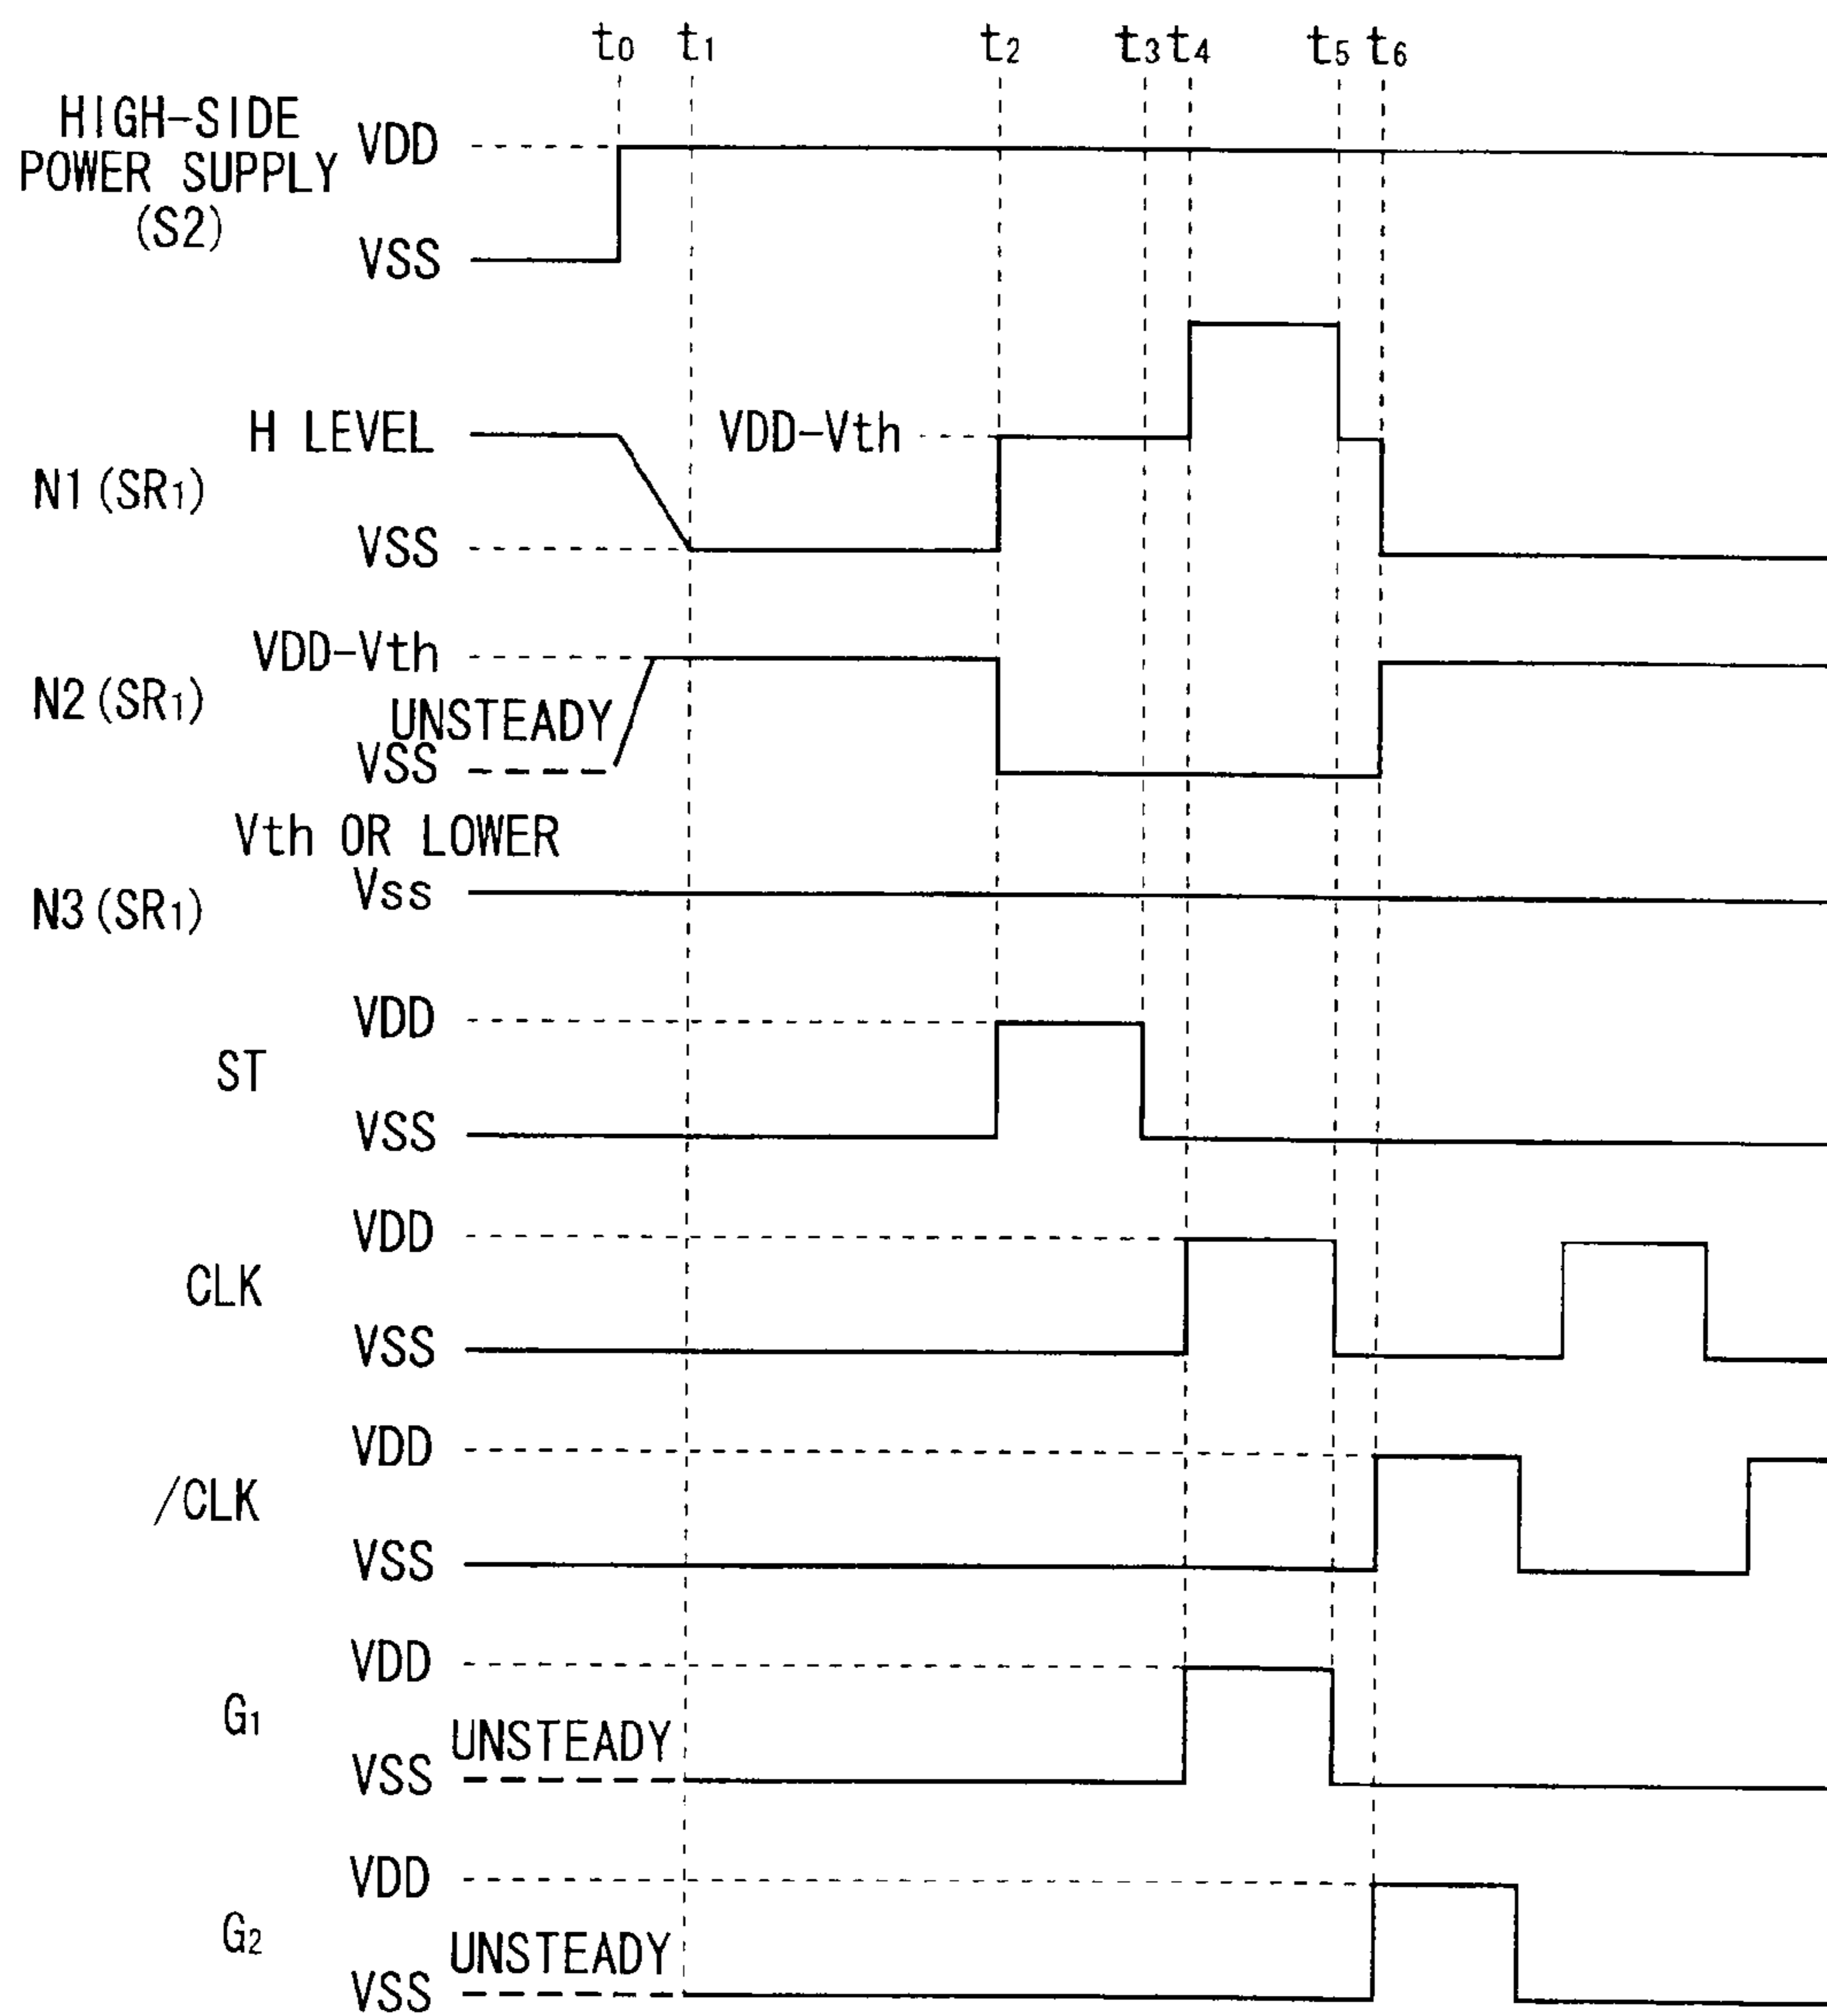 t0 t1 t2 t3 t4 t5 t6
HIGH-SIDE
POWER SUPPLY
(S2)
VDD
VSS
N1(SR1)
H LEVEL
VDD-Vth
VSS
N2(SR1)
VDD-Vth
UNSTEADY
VSS
Vth OR LOWER
N3(SR1)
Vss
ST
VDD
VSS
CLK
VDD
VSS
/CLK
VDD
VSS
G1
VDD
UNSTEADY
VSS
G2
VDD
UNSTEADY
VSS